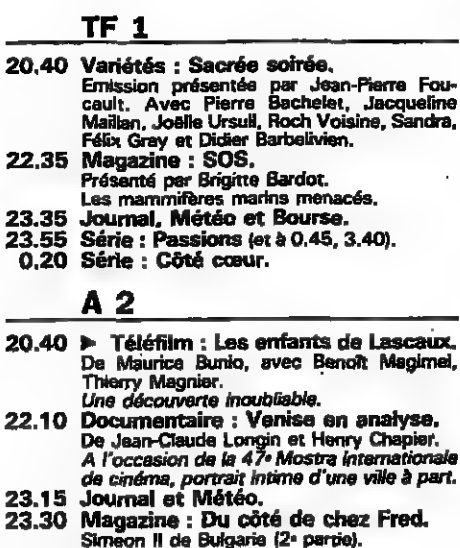 TF 1
20.40 Variétés : Sacrée soirée.
Emission présentée par Jean-Pierre Fou-
cault. Avec Pierre Bachelet, Jacqueline
Maillan, Joëlle Ursull, Roch Voisine, Sandra,
Félix Gray et Didier Barbelivien.
22.35 Magazine : SOS.
Présenté par Brigitte Bardot.
Les mammifères marins menacés.
23.35 Journal, Météo et Bourse.
23.55 Série : Passions (et à 0.45, 3.40).
0.20 Série : Côté cœur.
A 2
20.40 ► Téléfilm : Les enfants de Lascaux.
De Maurice Bunio, avec Benoît Magimel,
Thierry Magnier.
Une découverte inoubliable.
22.10 Documentaire : Venise en analyse.
De Jean-Claude Longin et Henry Chapier.
A l'occasion de la 47e Mostra internationale
de cinéma, portrait intime d'une ville à part.
23.15 Journal et Météo.
23.30 Magazine : Du côté de chez Fred.
Simeon II de Bulgarie (2e partie).